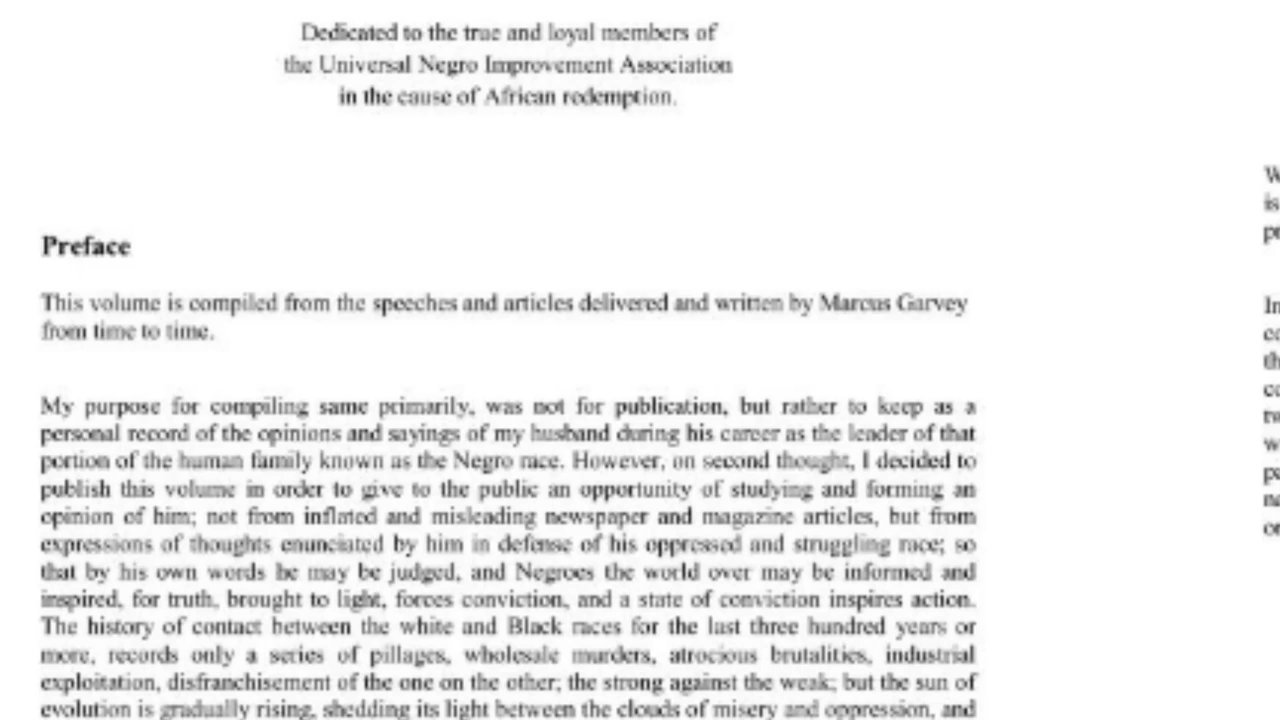 Dedicated to the true and loyal members of
the Universal Negro Improvement Association
in the cause of African redemption.
Preface
This volume is compiled from the speeches and articles delivered and written by Marcus Garvey
from time to time.
My purpose for compiling same primarily, was not for publication, but rather to keep as a
personal record of the opinions and sayings of my husband during his career as the leader of that
portion of the human family known as the Negro race. However, on second thought, I decided to
publish this volume in order to give to the public an opportunity of studying and forming an
opinion of him; not from inflated and misleading newspaper and magazine articles, but from
expressions of thoughts enunciated by him in defense of his oppressed and struggling race; so
that by his own words he may be judged, and Negroes the world over may be informed and
inspired, for truth, brought to light, forces conviction, and a state of conviction inspires action.
The history of contact between the white and Black races for the last three hundred years or
more, records only a series of pillages, wholesale murders, atrocious brutalities, industrial
exploitation, disfranchisement of the one on the other; the strong against the weak; but the sun of
evolution is gradually rising, shedding its light between the clouds of misery and oppression, and